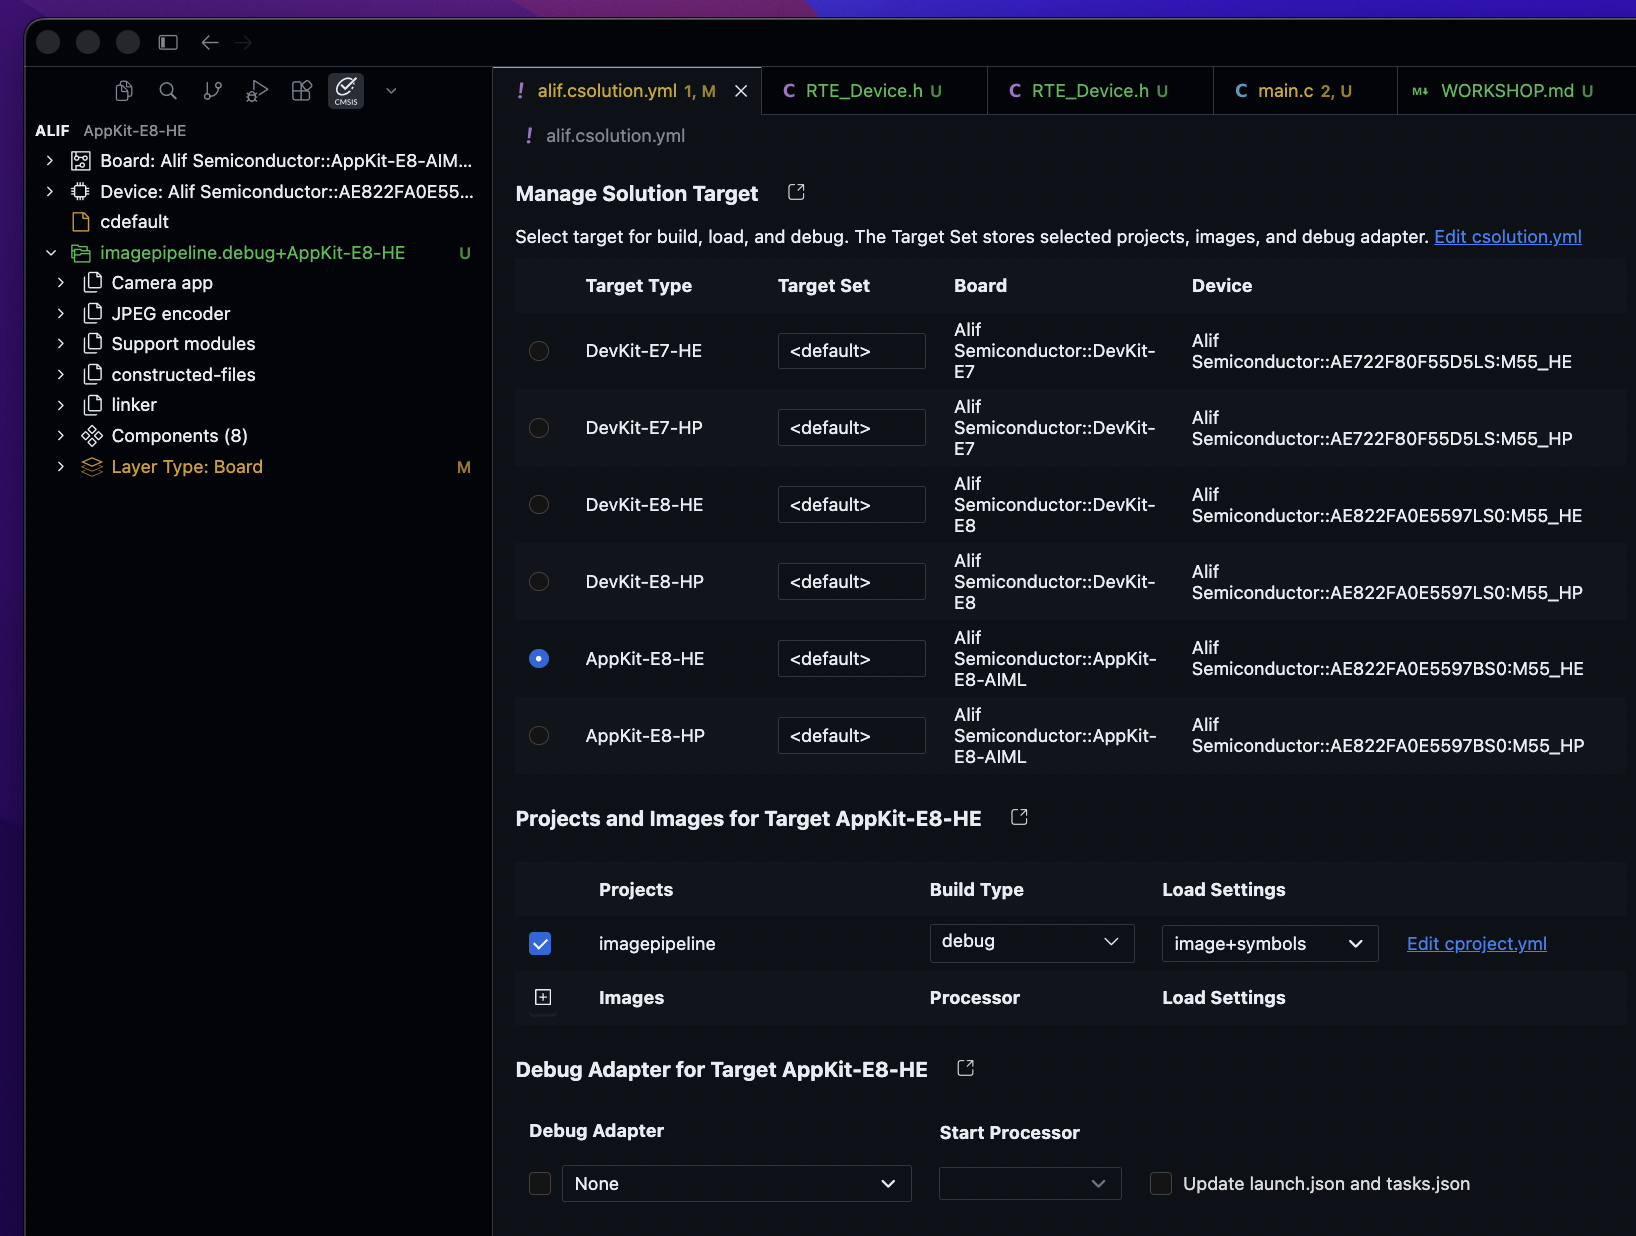 CMSIS
! alif.csolution.yml 1, M
C RTE_Device.h U
C RTE_Device.h U
C main.c 2, U
M↓ WORKSHOP.md U
ALIF AppKit-E8-HE
Board: Alif Semiconductor::AppKit-E8-AIM...
Device: Alif Semiconductor::AE822FA0E55...
cdefault
imagepipeline.debug+AppKit-E8-HE U
Camera app
JPEG encoder
Support modules
constructed-files
linker
Components (8)
Layer Type: Board M
! alif.csolution.yml
Manage Solution Target
Select target for build, load, and debug. The Target Set stores selected projects, images, and debug adapter. Edit csolution.yml
Target Type Target Set Board Device
DevKit-E7-HE <default>
Alif
Semiconductor::DevKit-
E7
Alif
Semiconductor::AE722F80F55D5LS:M55_HE
DevKit-E7-HP <default>
Alif
Semiconductor::DevKit-
E7
Alif
Semiconductor::AE722F80F55D5LS:M55_HP
DevKit-E8-HE <default>
Alif
Semiconductor::DevKit-
E8
Alif
Semiconductor::AE822FA0E5597LS0:M55_HE
DevKit-E8-HP <default>
Alif
Semiconductor::DevKit-
E8
Alif
Semiconductor::AE822FA0E5597LS0:M55_HP
AppKit-E8-HE <default>
Alif
Semiconductor::AppKit-
E8-AIML
Alif
Semiconductor::AE822FA0E5597BS0:M55_HE
AppKit-E8-HP <default>
Alif
Semiconductor::AppKit-
E8-AIML
Alif
Semiconductor::AE822FA0E5597BS0:M55_HP
Projects and Images for Target AppKit-E8-HE
Projects Build Type Load Settings
imagepipeline debug image+symbols Edit cproject.yml
Images Processor Load Settings
Debug Adapter for Target AppKit-E8-HE
Debug Adapter Start Processor
None Update launch.json and tasks.json